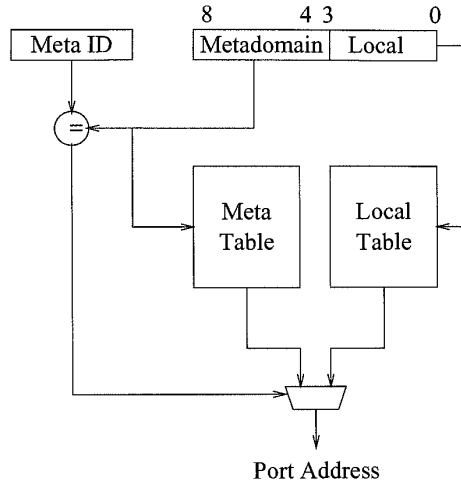 8 4 3 0
Meta ID Metadomain Local
=
Meta Local
Table Table
Port Address